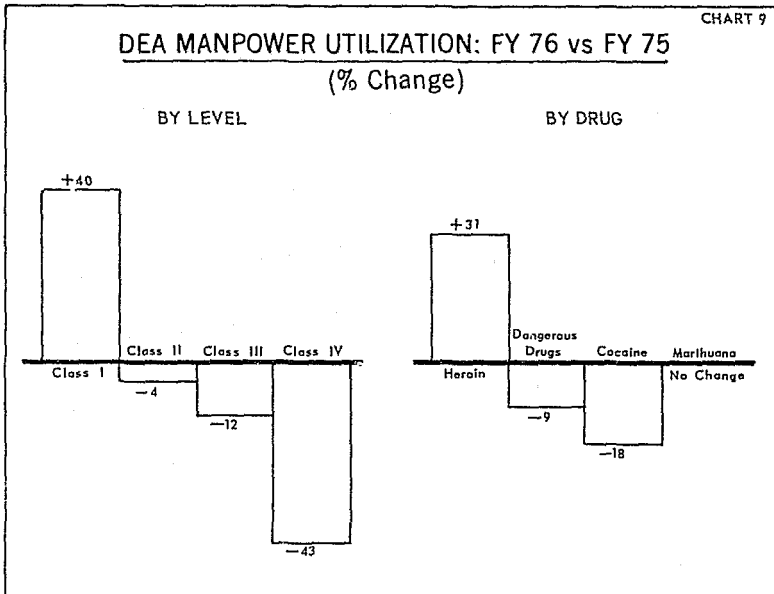 CHART 9
DEA MANPOWER UTILIZATION: FY 76 vs FY 75
(% Change)
BY LEVEL
+40
Class I
Class II
Class III
Class IV
−4
−12
−43
BY DRUG
+31
Heroin
Dangerous
Drugs
Cocaine
Marihuana
No Change
−9
−18